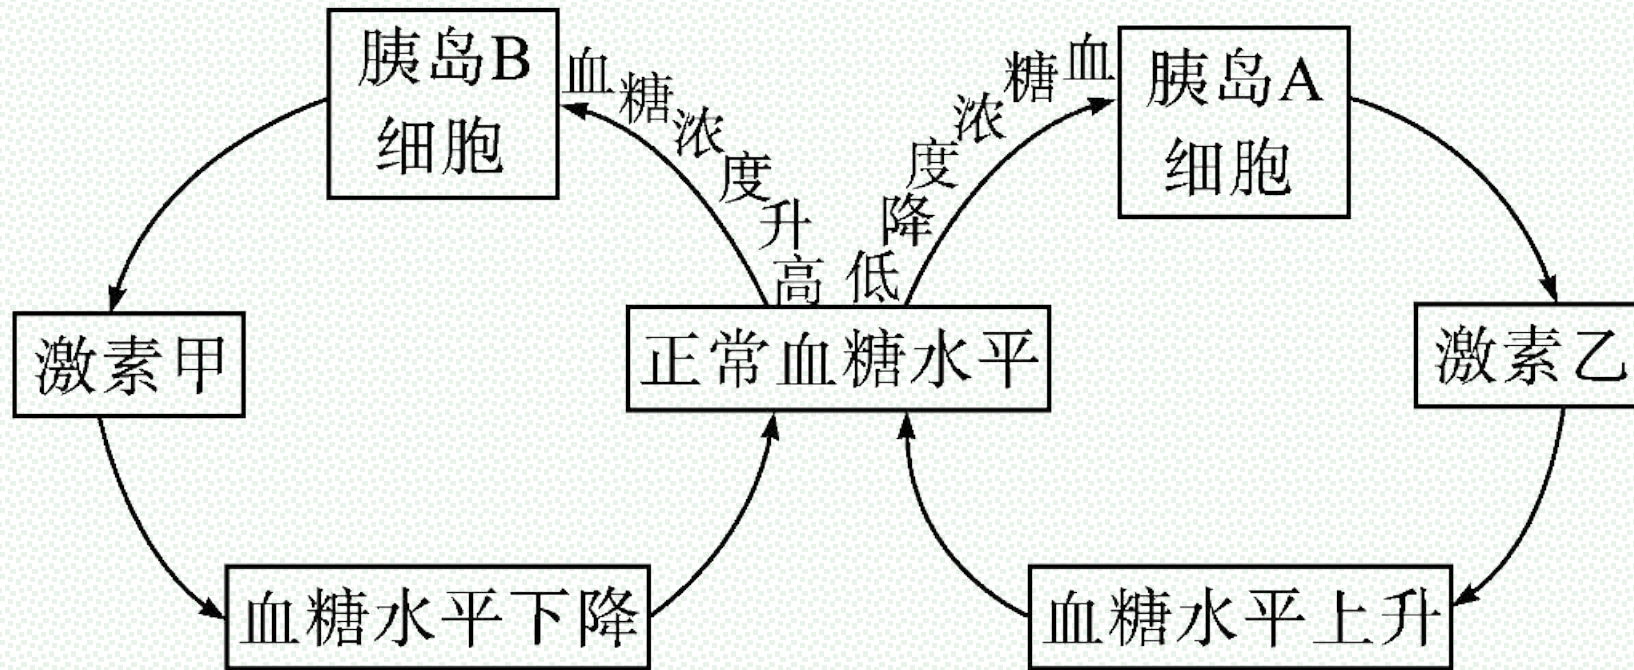 胰岛B
细胞
血糖浓度升高
血糖浓度降低
胰岛A
细胞
激素甲
正常血糖水平
激素乙
血糖水平下降
血糖水平上升